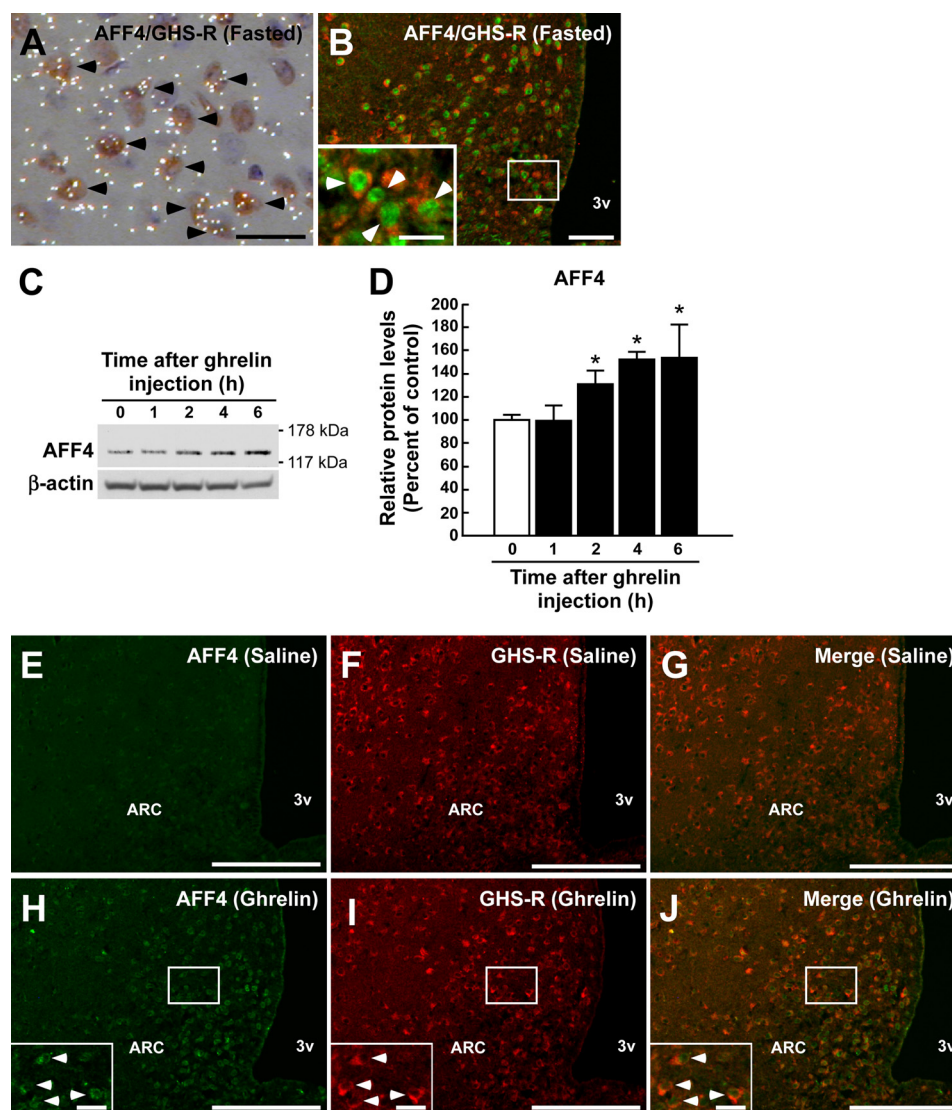 A AFF4/GHS-R (Fasted)
B AFF4/GHS-R (Fasted)
3v
C
Time after ghrelin
injection (h)
0 1 2 4 6
AFF4
- 178 kDa
- 117 kDa
β-actin
D
AFF4
Relative protein levels
(Percent of control)
200
180
160
140
120
100
80
60
40
20
0
* * *
0 1 2 4 6
Time after ghrelin
injection (h)
E AFF4 (Saline)
ARC 3v
F GHS-R (Saline)
ARC 3v
G Merge (Saline)
ARC 3v
H AFF4 (Ghrelin)
ARC 3v
I GHS-R (Ghrelin)
ARC 3v
J Merge (Ghrelin)
ARC 3v